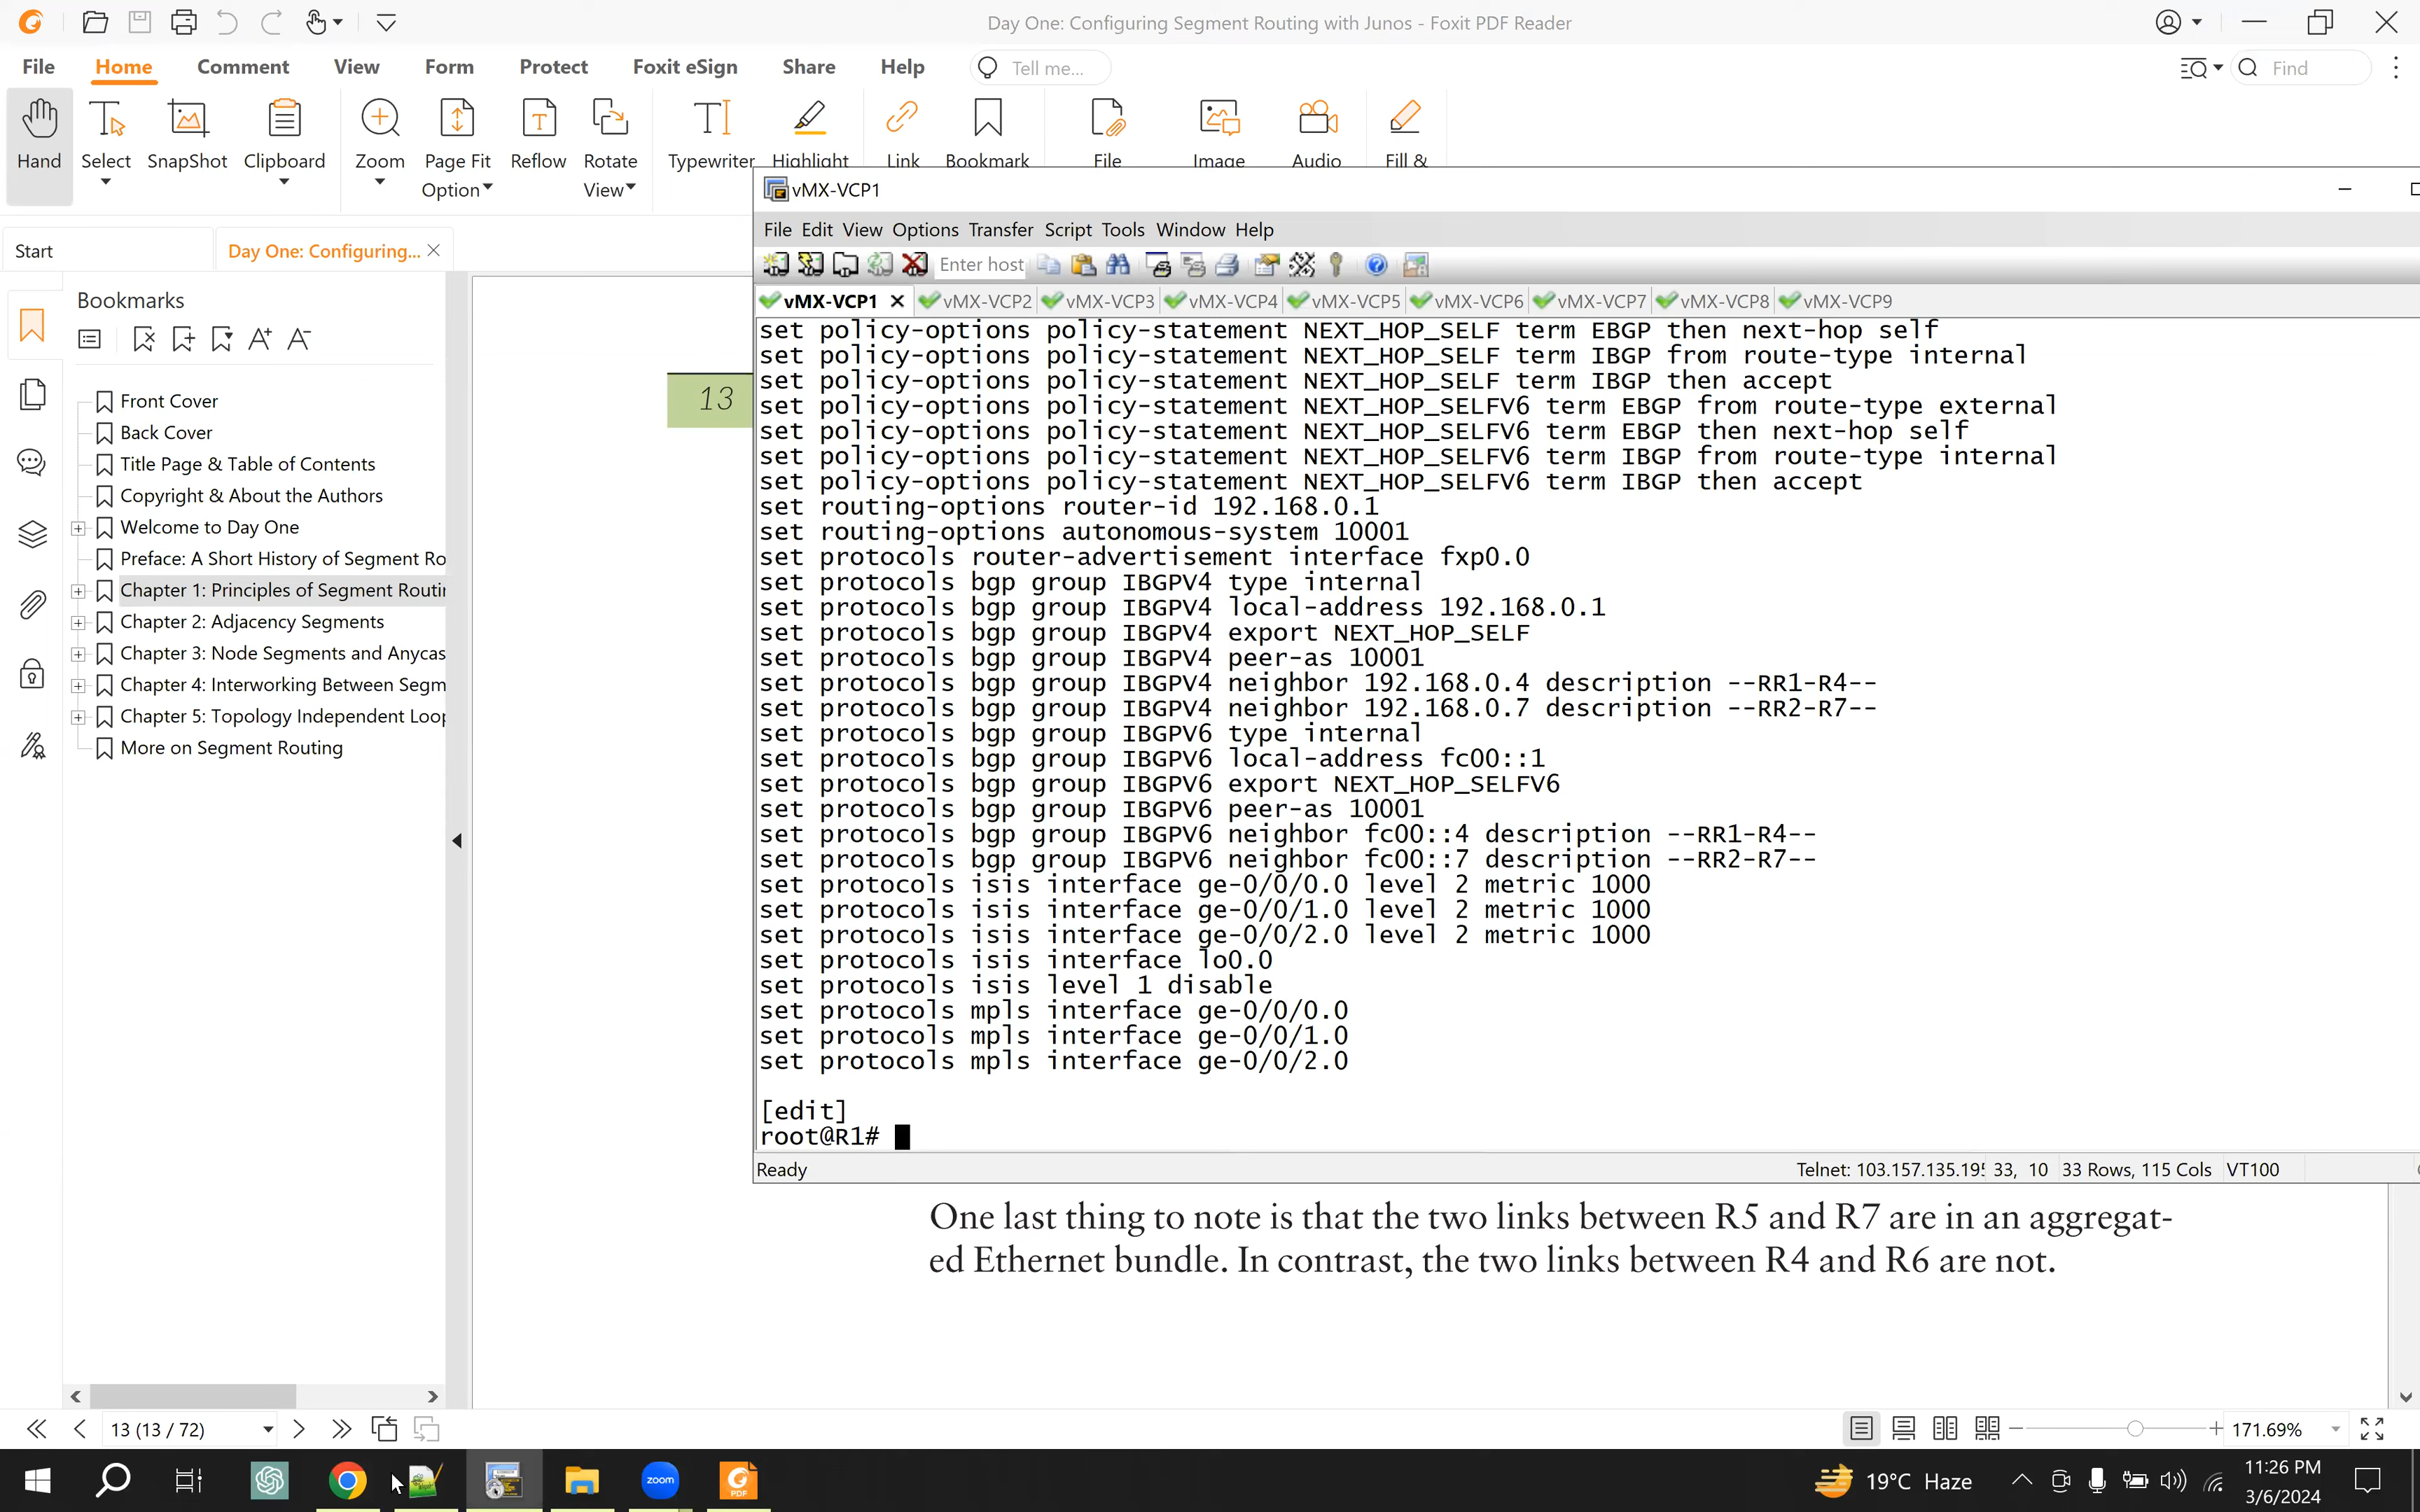 Day One: Configuring Segment Routing with Junos - Foxit PDF Reader
File Home Comment View Form Protect Foxit eSign Share Help Tell me... Find
Hand Select SnapShot Clipboard Zoom Page Fit Option Reflow Rotate View Typewriter Highlight Link Bookmark File Image Audio Fill &
Start Day One: Configuring...
Bookmarks
Front Cover
Back Cover
Title Page & Table of Contents
Copyright & About the Authors
Welcome to Day One
Preface: A Short History of Segment Ro
Chapter 1: Principles of Segment Routin
Chapter 2: Adjacency Segments
Chapter 3: Node Segments and Anycas
Chapter 4: Interworking Between Segm
Chapter 5: Topology Independent Loop
More on Segment Routing
13
vMX-VCP1
File Edit View Options Transfer Script Tools Window Help
Enter host
vMX-VCP1 vMX-VCP2 vMX-VCP3 vMX-VCP4 vMX-VCP5 vMX-VCP6 vMX-VCP7 vMX-VCP8 vMX-VCP9
set policy-options policy-statement NEXT_HOP_SELF term EBGP then next-hop self
set policy-options policy-statement NEXT_HOP_SELF term IBGP from route-type internal
set policy-options policy-statement NEXT_HOP_SELF term IBGP then accept
set policy-options policy-statement NEXT_HOP_SELFV6 term EBGP from route-type external
set policy-options policy-statement NEXT_HOP_SELFV6 term EBGP then next-hop self
set policy-options policy-statement NEXT_HOP_SELFV6 term IBGP from route-type internal
set policy-options policy-statement NEXT_HOP_SELFV6 term IBGP then accept
set routing-options router-id 192.168.0.1
set routing-options autonomous-system 10001
set protocols router-advertisement interface fxp0.0
set protocols bgp group IBGPV4 type internal
set protocols bgp group IBGPV4 local-address 192.168.0.1
set protocols bgp group IBGPV4 export NEXT_HOP_SELF
set protocols bgp group IBGPV4 peer-as 10001
set protocols bgp group IBGPV4 neighbor 192.168.0.4 description --RR1-R4--
set protocols bgp group IBGPV4 neighbor 192.168.0.7 description --RR2-R7--
set protocols bgp group IBGPV6 type internal
set protocols bgp group IBGPV6 local-address fc00::1
set protocols bgp group IBGPV6 export NEXT_HOP_SELFV6
set protocols bgp group IBGPV6 peer-as 10001
set protocols bgp group IBGPV6 neighbor fc00::4 description --RR1-R4--
set protocols bgp group IBGPV6 neighbor fc00::7 description --RR2-R7--
set protocols isis interface ge-0/0/0.0 level 2 metric 1000
set protocols isis interface ge-0/0/1.0 level 2 metric 1000
set protocols isis interface ge-0/0/2.0 level 2 metric 1000
set protocols isis interface lo0.0
set protocols isis level 1 disable
set protocols mpls interface ge-0/0/0.0
set protocols mpls interface ge-0/0/1.0
set protocols mpls interface ge-0/0/2.0
[edit]
root@R1#
Ready Telnet: 103.157.135.195 33, 10 33 Rows, 115 Cols VT100
One last thing to note is that the two links between R5 and R7 are in an aggregat-
ed Ethernet bundle. In contrast, the two links between R4 and R6 are not.
13 (13 / 72) 171.69%
zoom PDF 19°C Haze 11:26 PM
3/6/2024